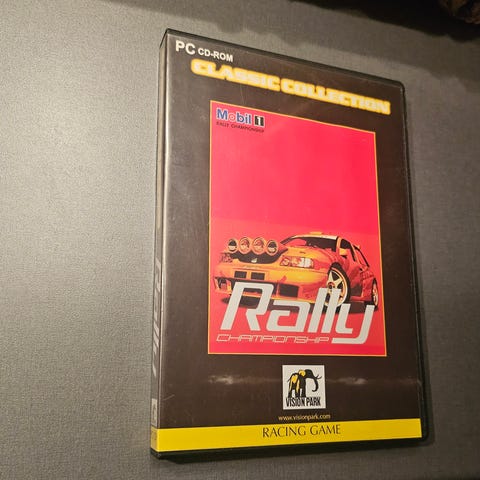 PC CD-ROM
CLASSIC COLLECTION
Mobil 1
RALLY CHAMPIONSHIP
Rally
CHAMPIONSHIP
VISION PARK
www.visionpark.com
RACING GAME